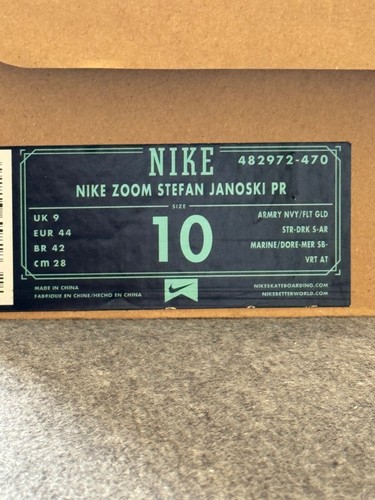 NIKE 482972-470
NIKE ZOOM STEFAN JANOSKI PR
SIZE
UK 9
EUR 44
BR 42
cm 28
10
ARMRY NVY/FLT GLD
STR-DRK S-AR
MARINE/DORE-MER SB-
VRT AT
MADE IN CHINA
FABRIQUE EN CHINE/HECHO EN CHINA
NIKESKATEBOARDING.COM
NIKEBETTERWORLD.COM